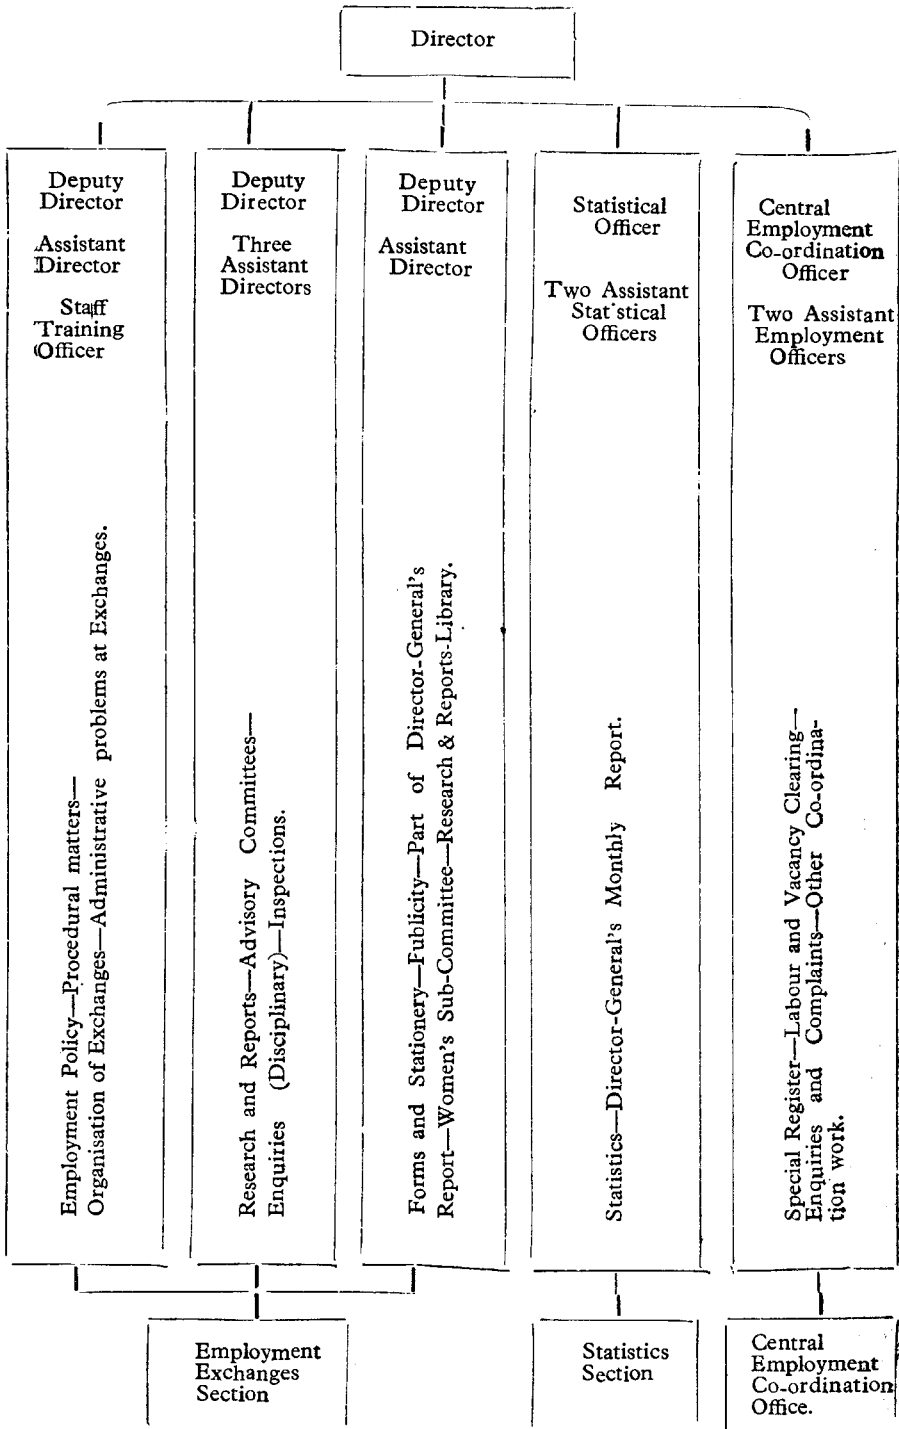 Director
Deputy
Director
Assistant
Director
Staff
Training
Officer
Employment Policy—Procedural matters—
Organisation of Exchanges—Administrative problems at Exchanges.
Deputy
Director
Three
Assistant
Directors
Research and Reports—Advisory Committees—
Enquiries (Disciplinary)—Inspections.
Deputy
Director
Assistant
Director
Forms and Stationery—Fublicity—Part of Director-General's
Report—Women's Sub-Committee—Research & Reports-Library.
Statistical
Officer
Two Assistant
Statistical
Officers
Statistics—Director-General's Monthly Report.
Central
Employment
Co-ordination
Officer
Two Assistant
Employment
Officers
Special Register—Labour and Vacancy Clearing—
Enquiries and Complaints—Other Co-ordina-
tion work.
Employment
Exchanges
Section
Statistics
Section
Central
Employment
Co-ordination
Office.